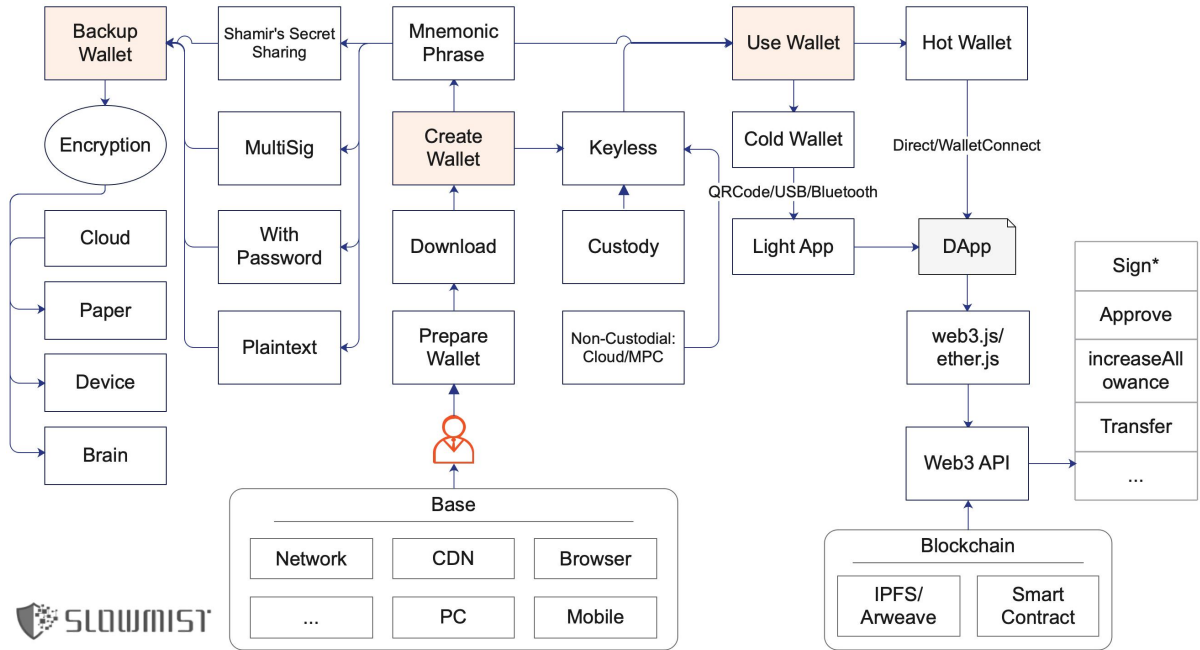 Backup
Wallet
Shamir's Secret
Sharing
Mnemonic
Phrase
Use Wallet
Hot Wallet
Encryption
MultiSig
Create
Wallet
Keyless
Cold Wallet
Direct/WalletConnect
QRCode/USB/Bluetooth
Cloud
With
Password
Download
Custody
Light App
DApp
Sign*
Approve
increaseAll
owance
Transfer
...
Paper
Plaintext
Prepare
Wallet
Non-Custodial:
Cloud/MPC
web3.js/
ether.js
Device
Brain
Web3 API
Base
Network
CDN
Browser
...
PC
Mobile
Blockchain
IPFS/
Arweave
Smart
Contract
SLOWMIST